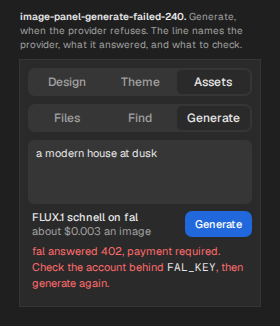 image-panel-generate-failed-240. Generate,
when the provider refuses. The line names the
provider, what it answered, and what to check.
Design Theme Assets
Files Find Generate
a modern house at dusk
FLUX.1 schnell on fal
about $0.003 an image
Generate
fal answered 402, payment required.
Check the account behind FAL_KEY, then
generate again.